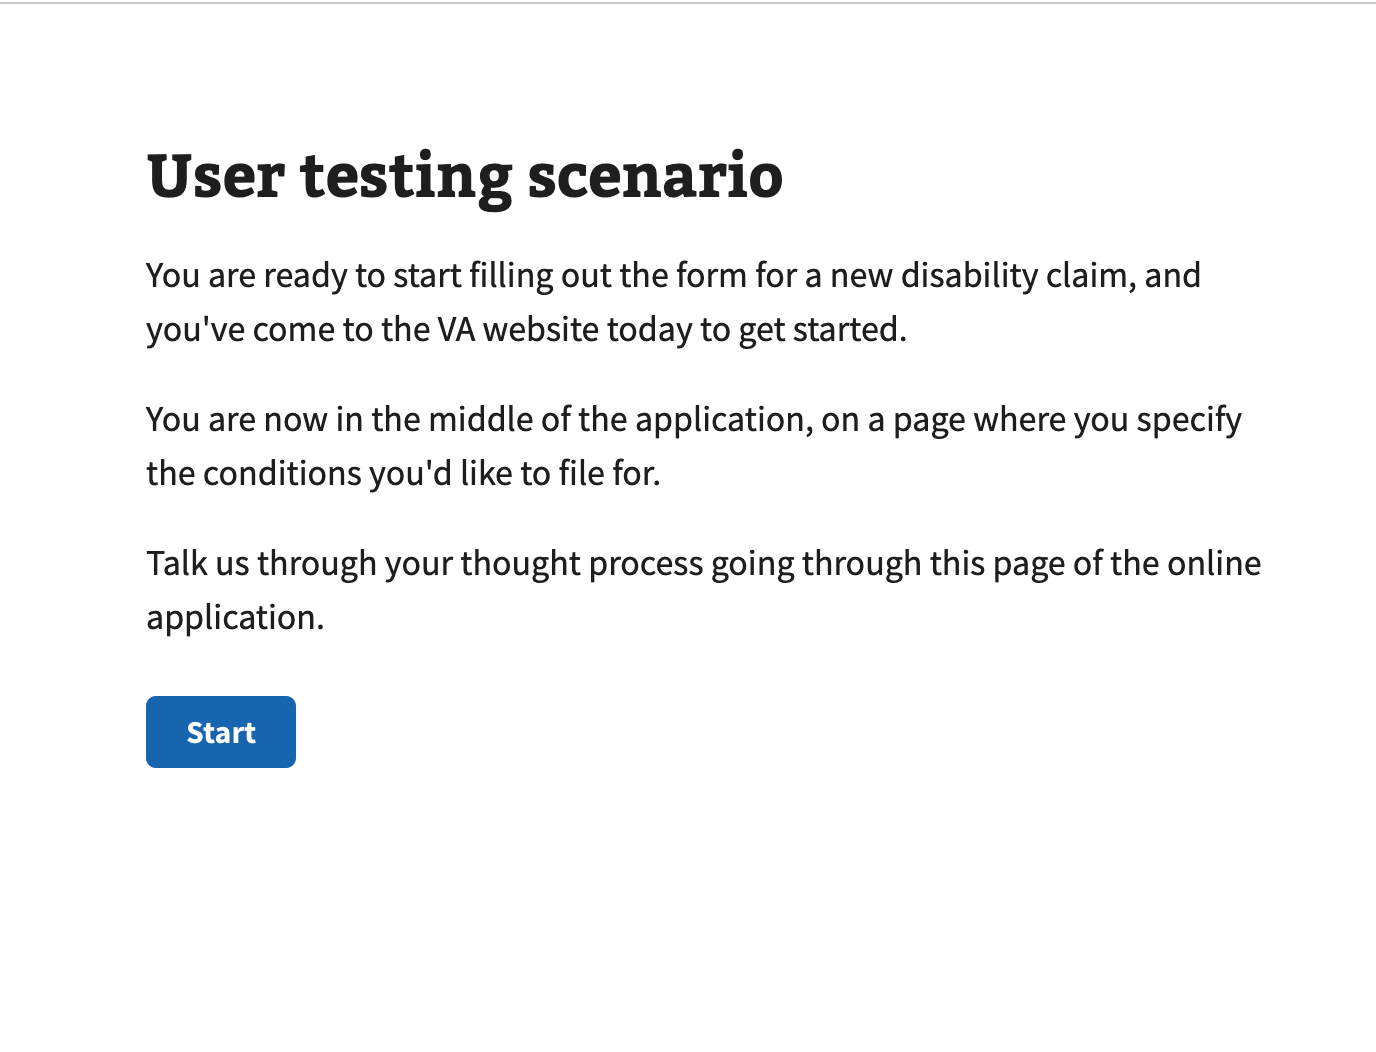 User testing scenario
You are ready to start filling out the form for a new disability claim, and
you've come to the VA website today to get started.
You are now in the middle of the application, on a page where you specify
the conditions you'd like to file for.
Talk us through your thought process going through this page of the online
application.
Start